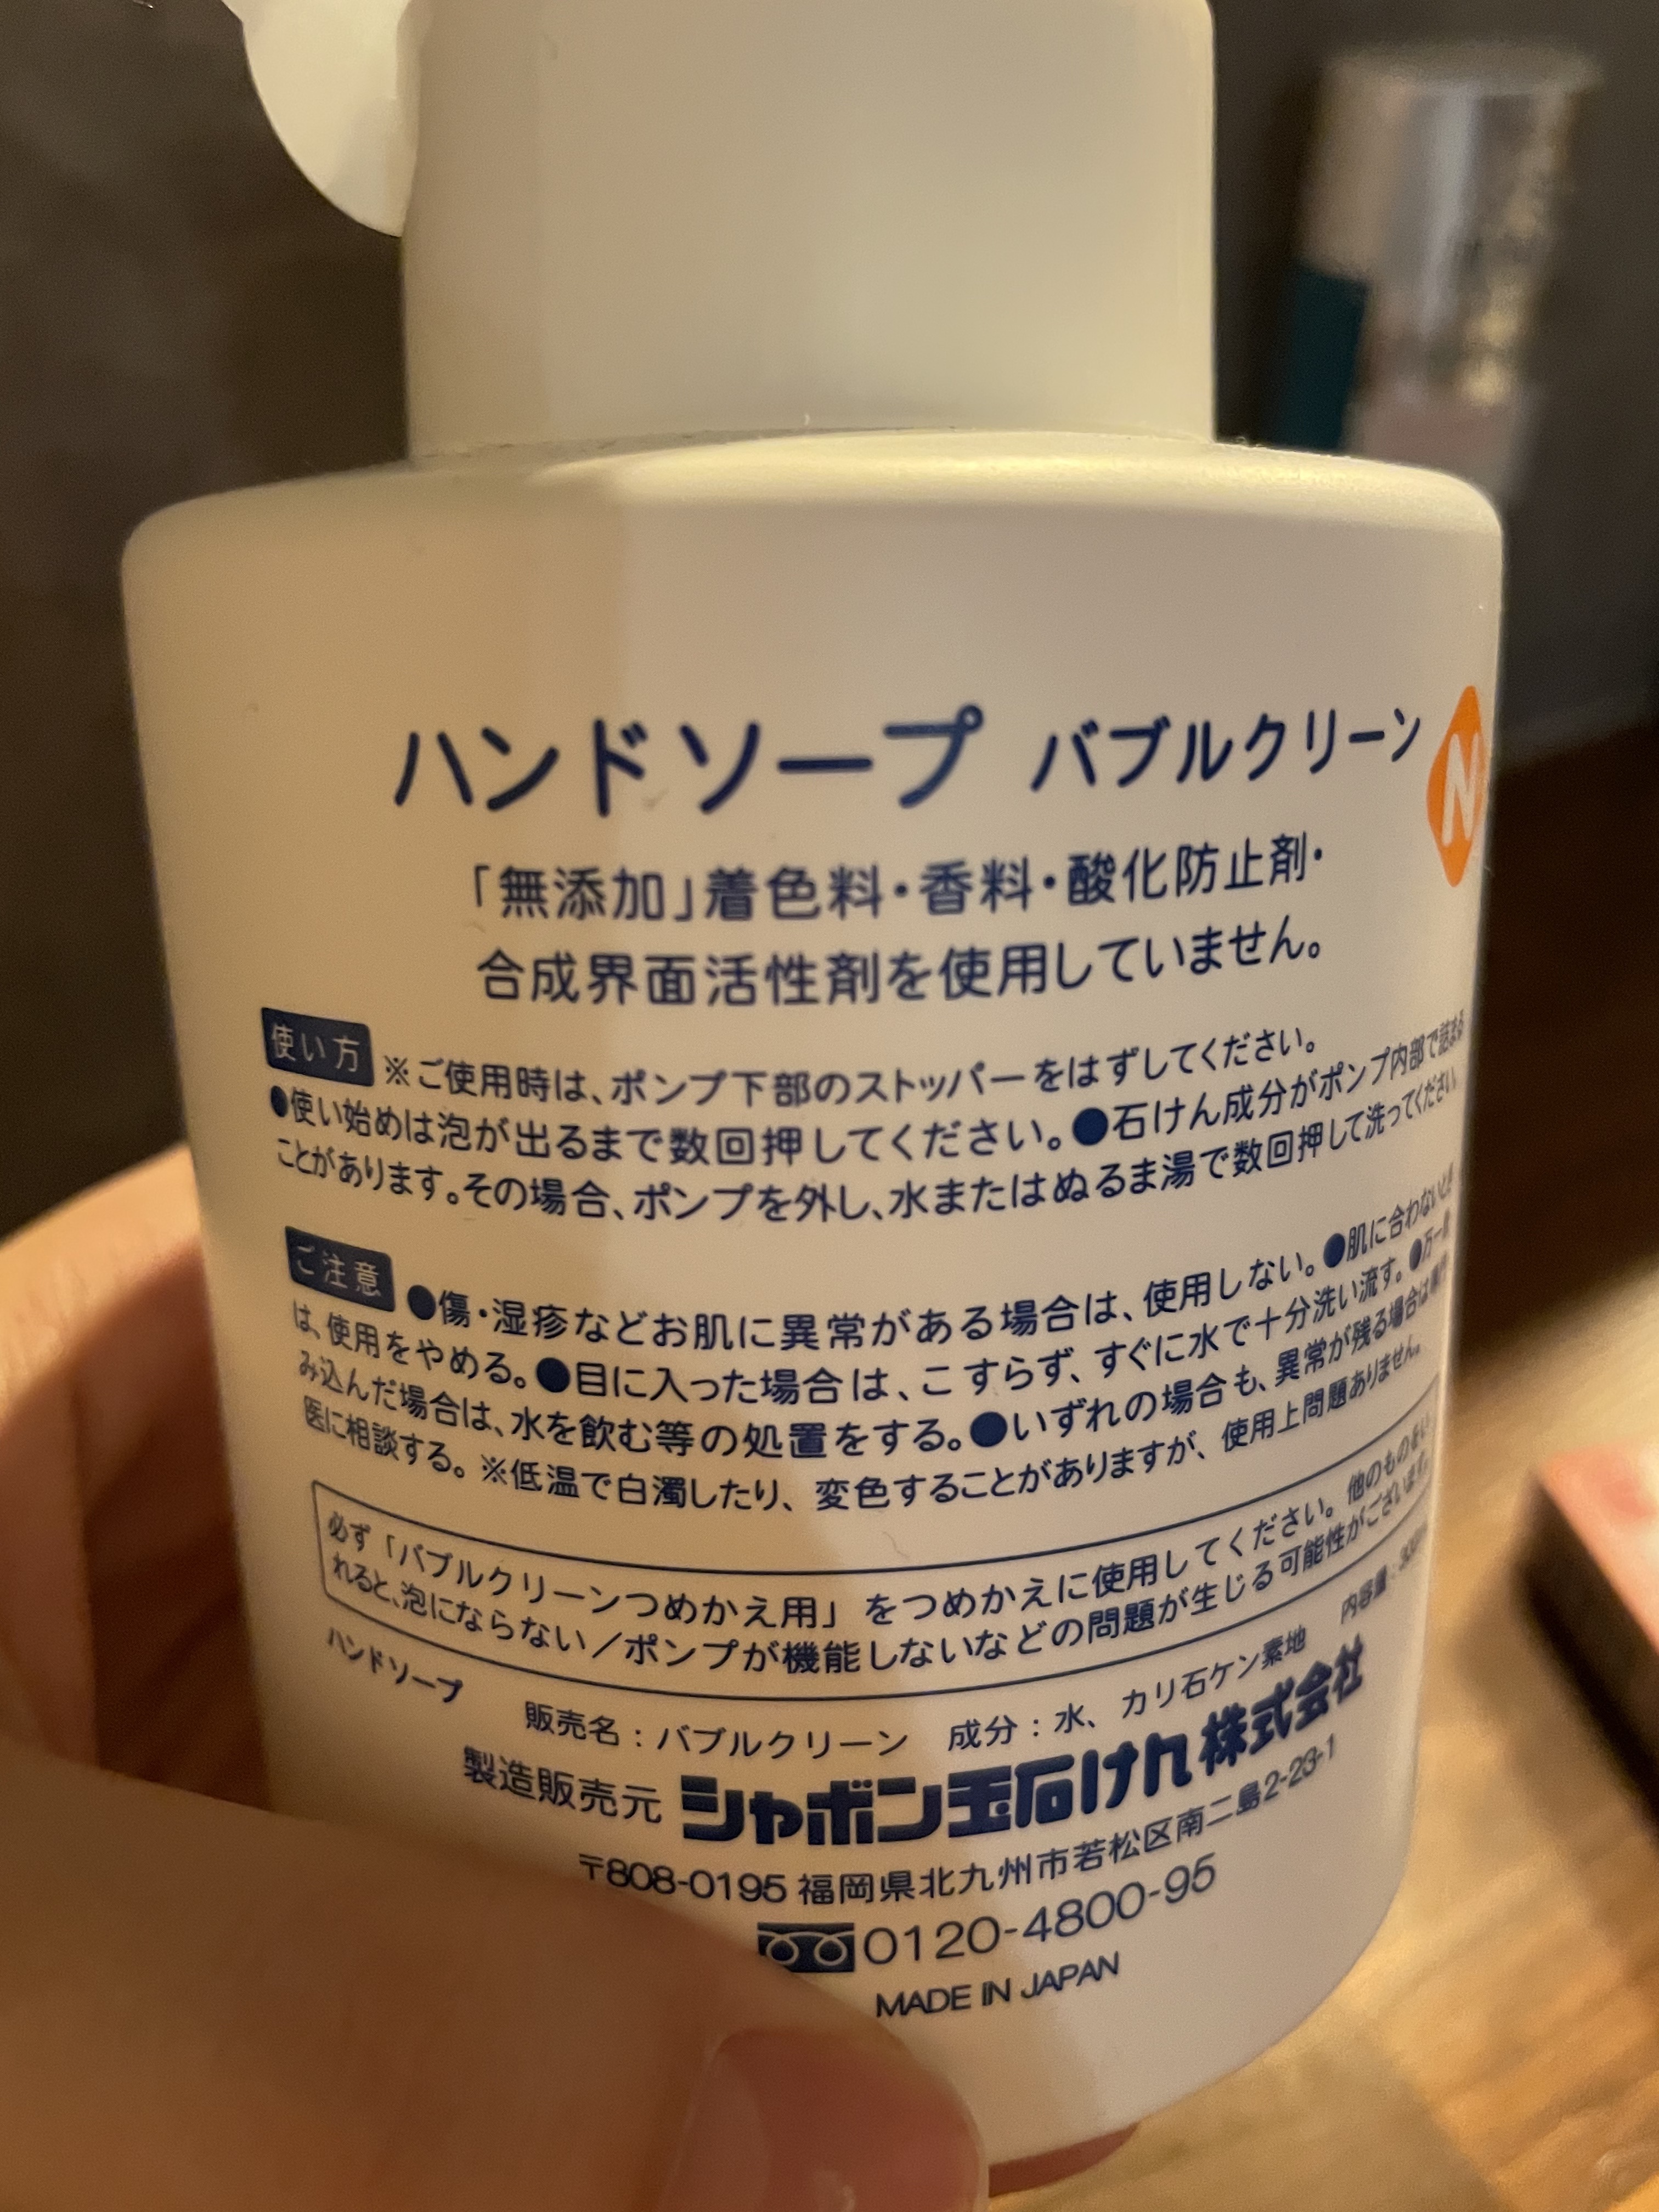 ハンドソープ バブルクリーン
N
「無添加」着色料・香料・酸化防止剤・
合成界面活性剤を使用していません。
使い方 ※ご使用時は、ポンプ下部のストッパーをはずしてください。
●使い始めは泡が出るまで数回押してください。●石けん成分がポンプ内部で詰まる
ことがあります。その場合、ポンプを外し、水またはぬるま湯で数回押して洗ってください。
ご注意 ●傷・湿疹などお肌に異常がある場合は、使用しない。●肌に合わないとき
は、使用をやめる。●目に入った場合は、こすらず、すぐに水で十分洗い流す。●万一飲
み込んだ場合は、水を飲む等の処置をする。●いずれの場合も、異常が残る場合は
医に相談する。※低温で白濁したり、変色することがありますが、使用上問題ありません。
必ず「バブルクリーンつめかえ用」をつめかえに使用してください。他のものを
れると、泡にならない／ポンプが機能しないなどの問題が生じる可能性がございます。
ハンドソープ 販売名：バブルクリーン 成分：水、カリ石ケン素地 内容量：
製造販売元 シャボン玉石けん株式会社
〒808-0195 福岡県北九州市若松区南二島2-23-1
0120-4800-95
MADE IN JAPAN